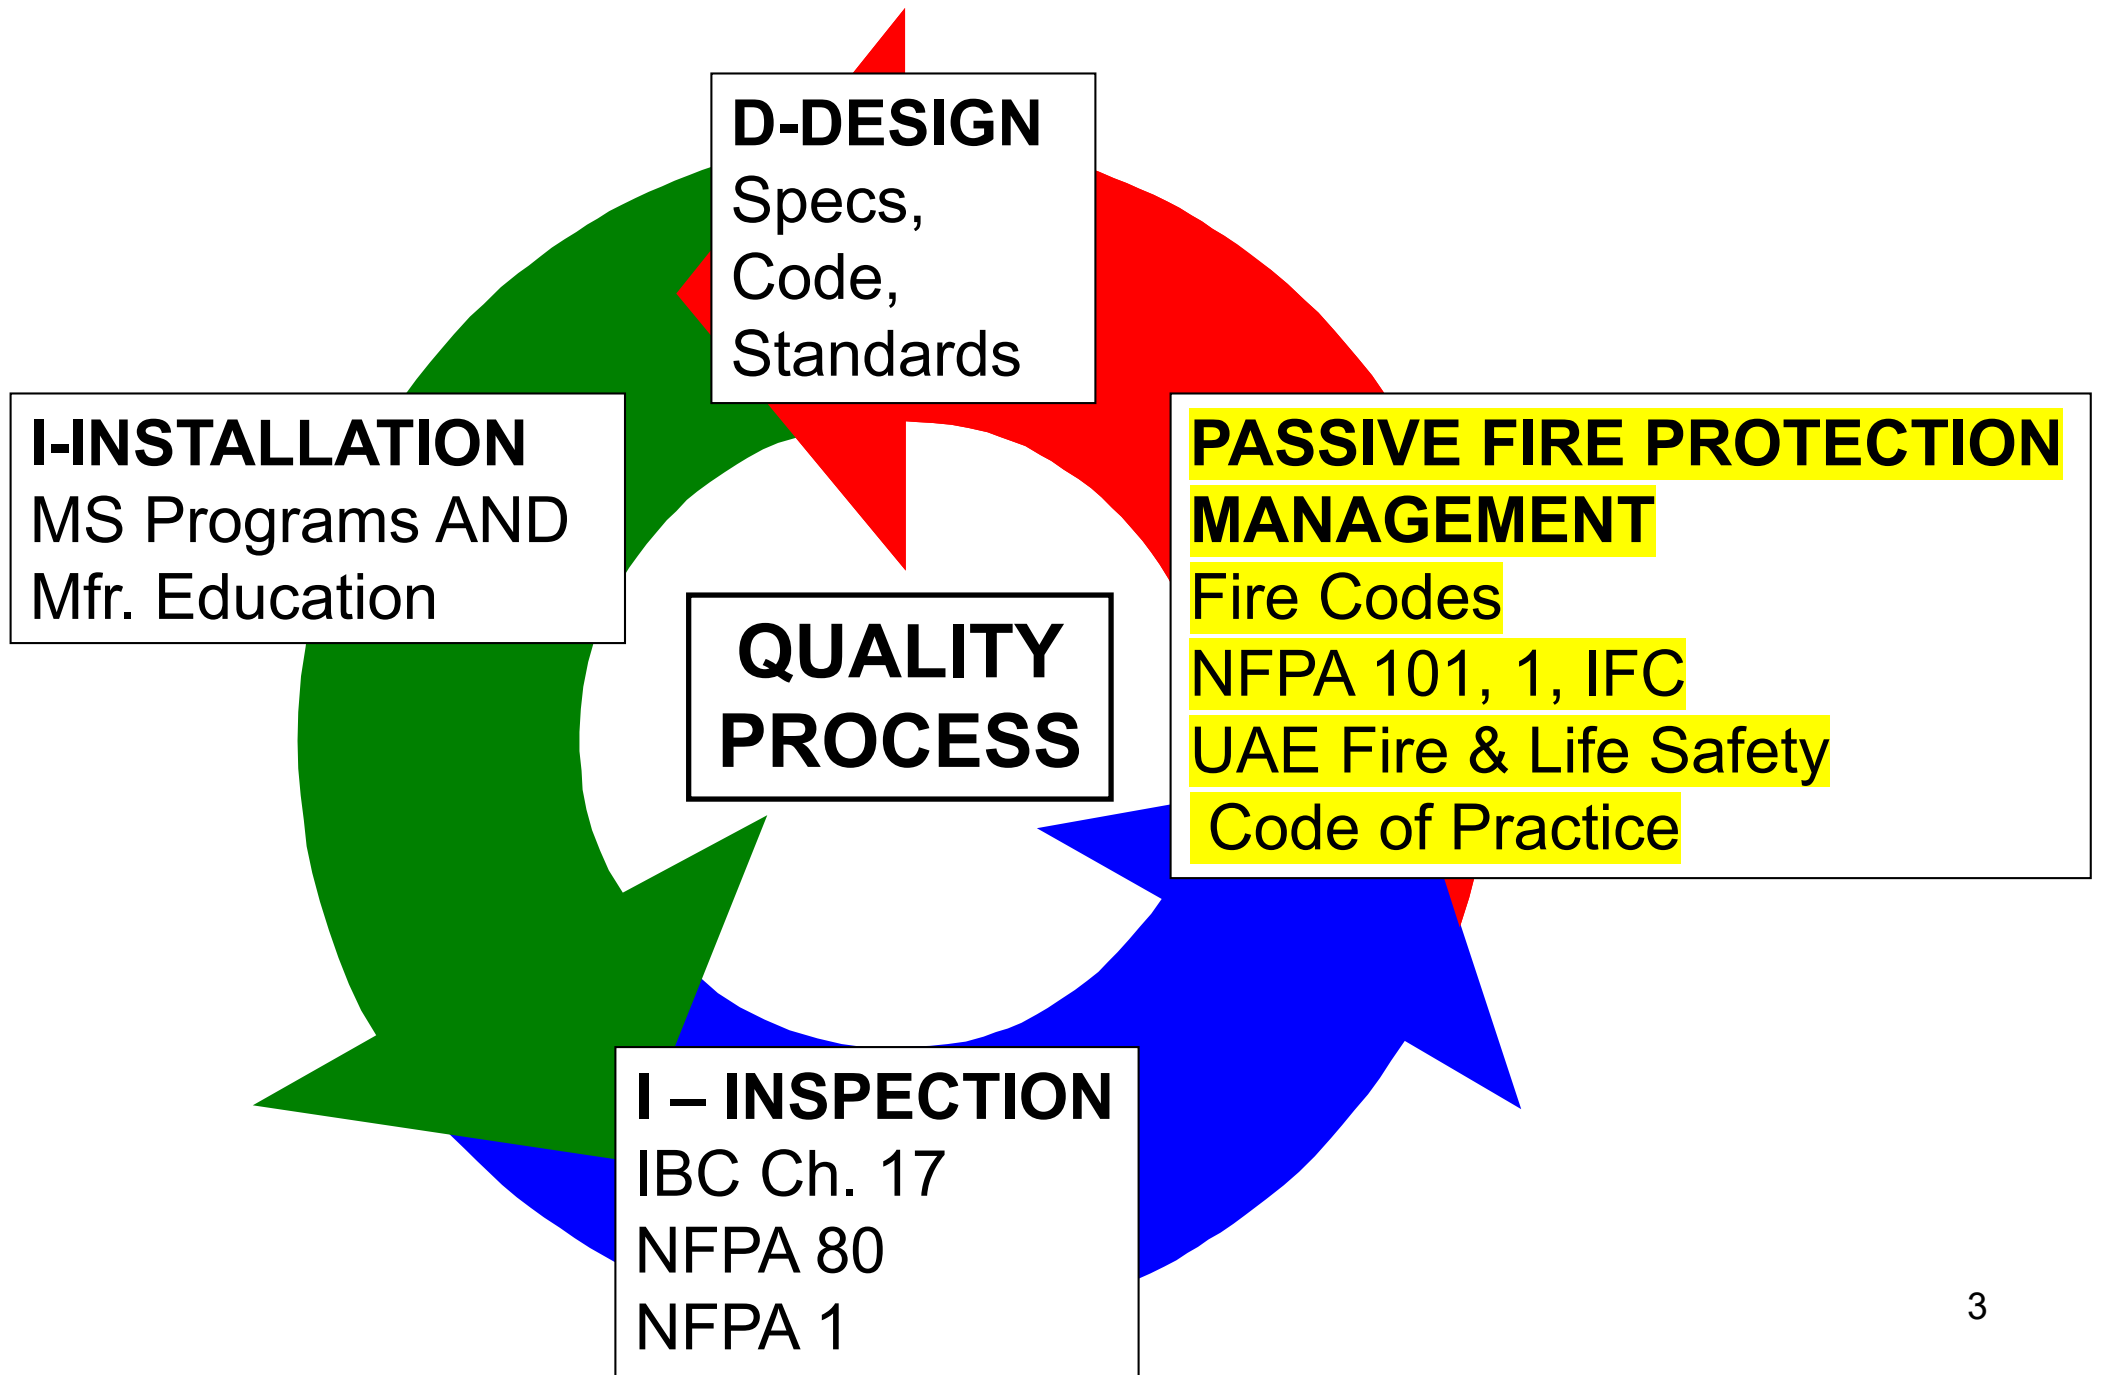 D-DESIGN
Specs,
Code,
Standards
I-INSTALLATION
MS Programs AND
Mfr. Education
PASSIVE FIRE PROTECTION
MANAGEMENT
Fire Codes
NFPA 101, 1, IFC
UAE Fire & Life Safety
Code of Practice
QUALITY
PROCESS
I – INSPECTION
IBC Ch. 17
NFPA 80
NFPA 1
3